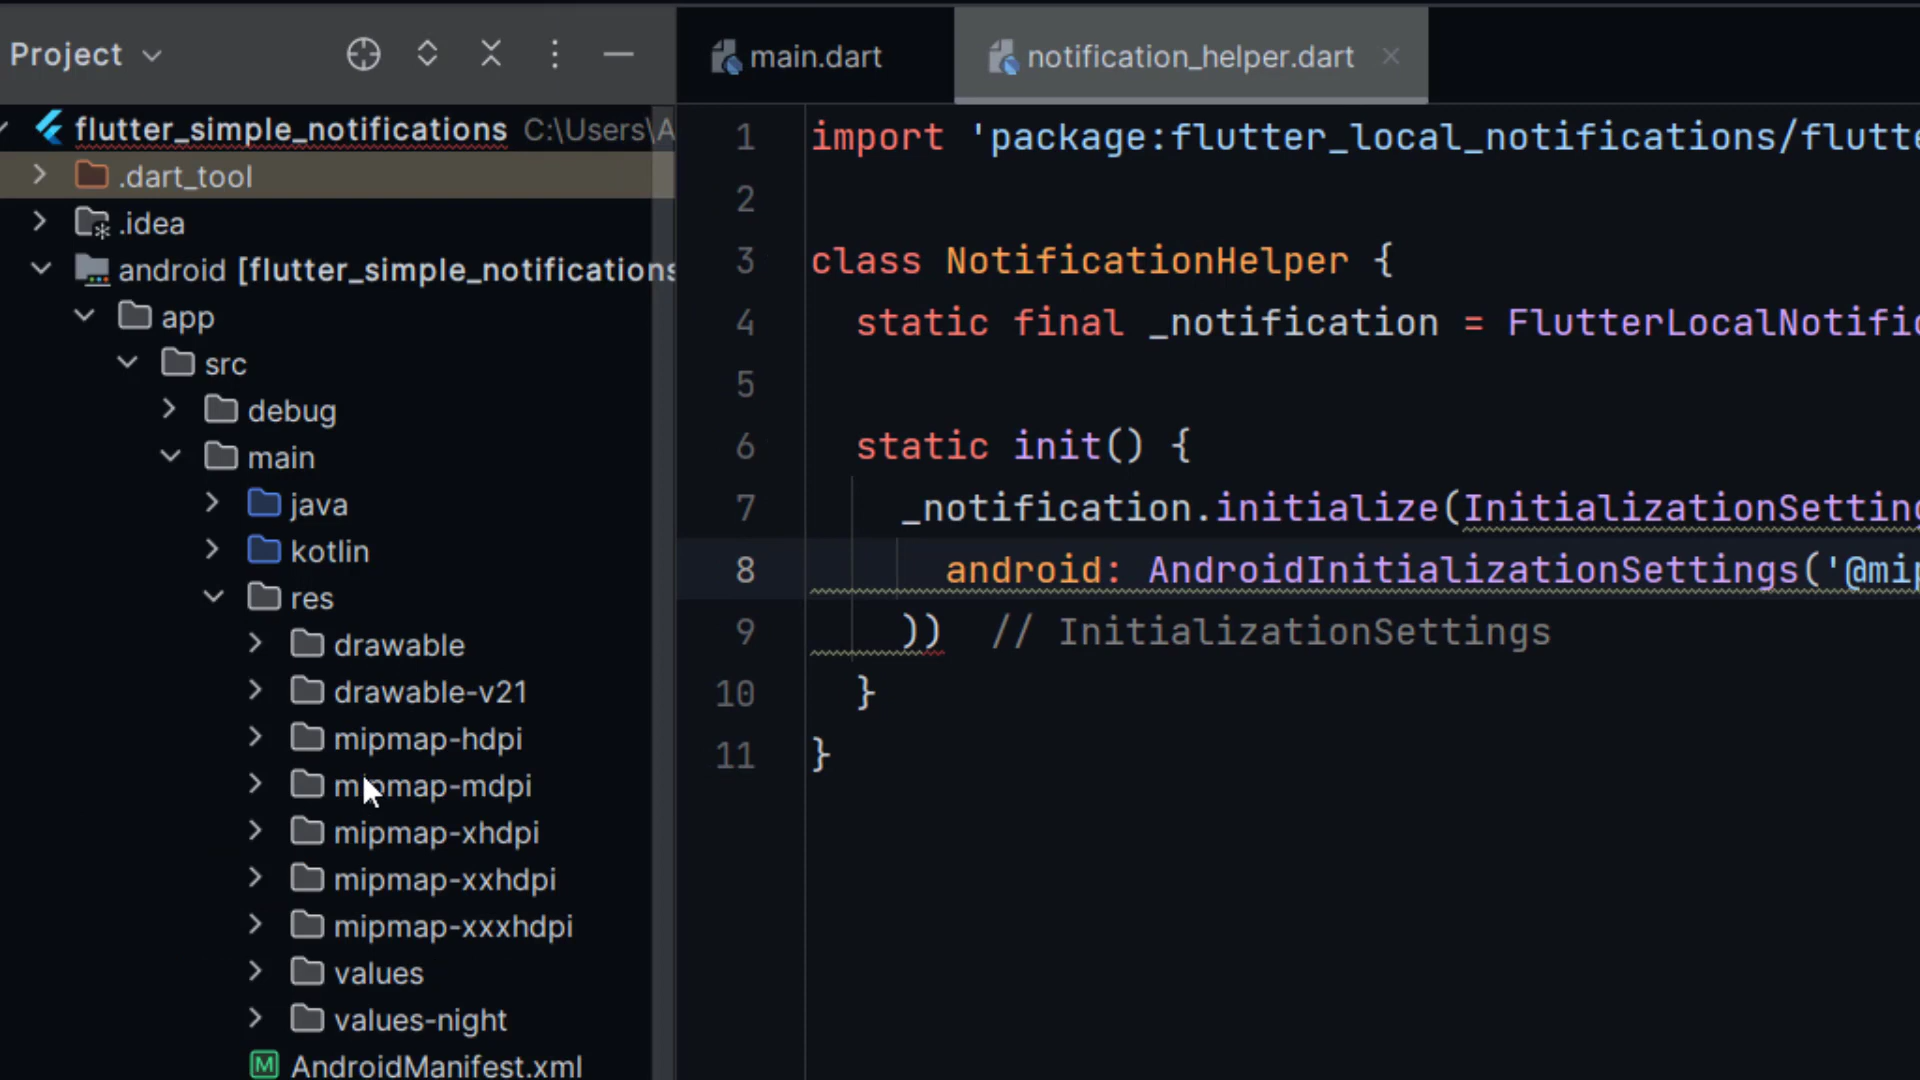 Project
flutter_simple_notifications C:\Users\A
.dart_tool
.idea
android [flutter_simple_notifications
app
src
debug
main
java
kotlin
res
drawable
drawable-v21
mipmap-hdpi
mipmap-mdpi
mipmap-xhdpi
mipmap-xxhdpi
mipmap-xxxhdpi
values
values-night
AndroidManifest.xml
main.dart
notification_helper.dart
1 import 'package:flutter_local_notifications/flutte
2
3 class NotificationHelper {
4 static final _notification = FlutterLocalNotific
5
6 static init() {
7 _notification.initialize(InitializationSetting
8 android: AndroidInitializationSettings('@mip
9 )) // InitializationSettings
10 }
11 }